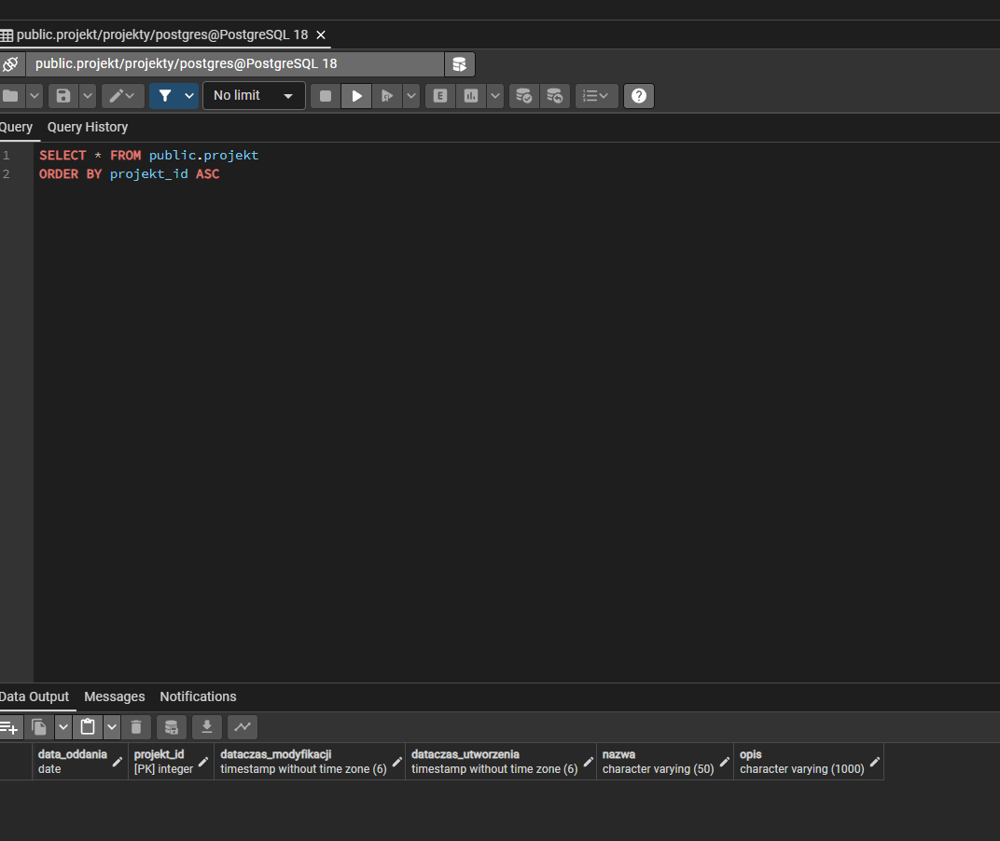 public.projekt/projekty/postgres@PostgreSQL 18
public.projekt/projekty/postgres@PostgreSQL 18
No limit
E
Query Query History
1 SELECT * FROM public.projekt
2 ORDER BY projekt_id ASC
Data Output Messages Notifications
data_oddania projekt_id dataczas_modyfikacji dataczas_utworzenia nazwa opis
date [PK] integer timestamp without time zone (6) timestamp without time zone (6) character varying (50) character varying (1000)